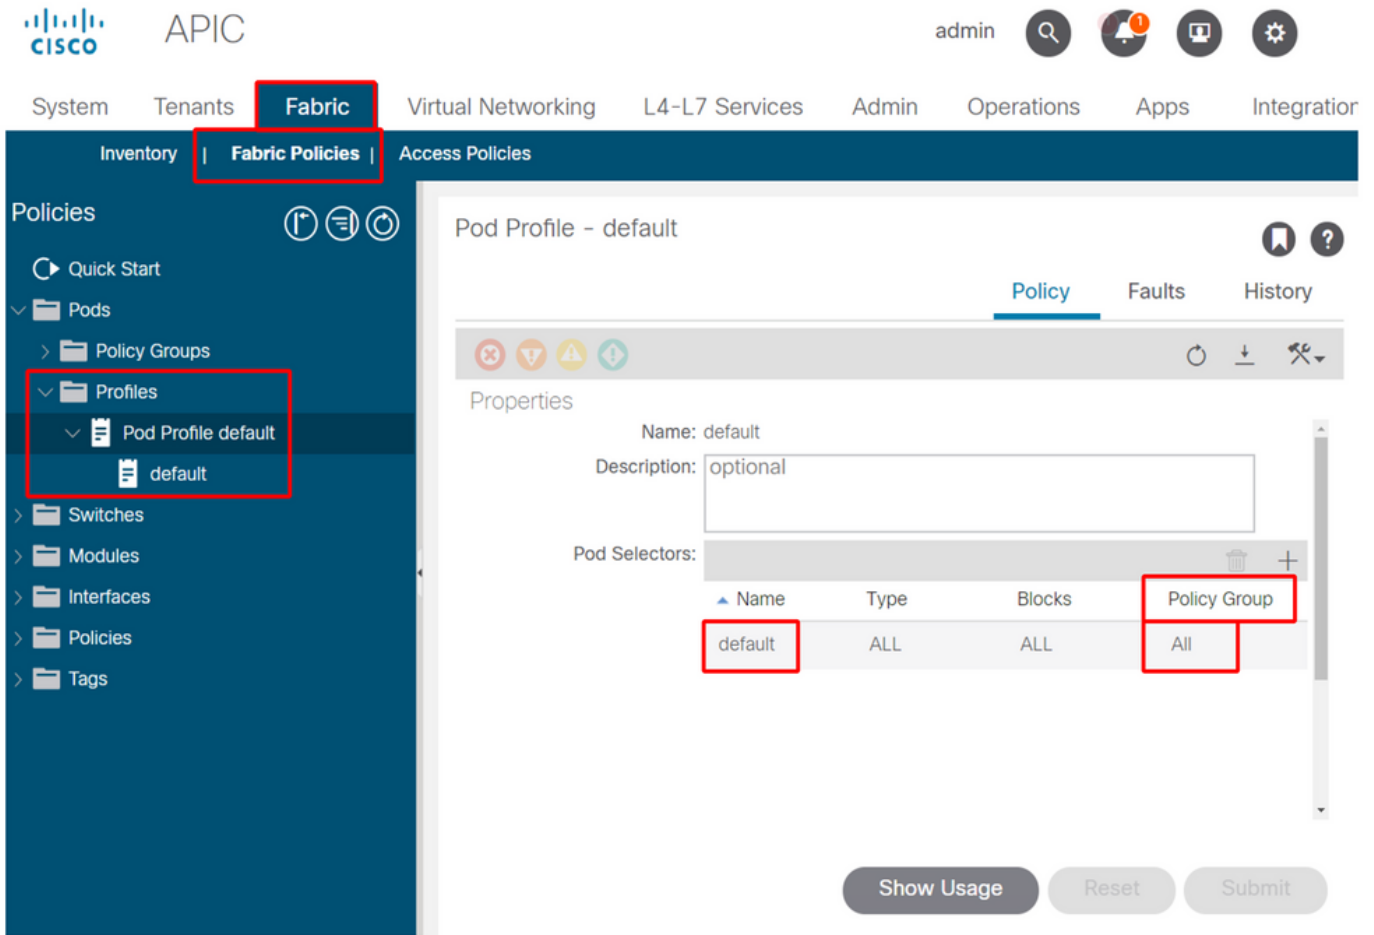 CISCO
APIC
admin
1
System Tenants Fabric Virtual Networking L4-L7 Services Admin Operations Apps Integration
Inventory | Fabric Policies | Access Policies
Policies
Quick Start
Pods
Policy Groups
Profiles
Pod Profile default
default
Switches
Modules
Interfaces
Policies
Tags
Pod Profile - default
Policy Faults History
Properties
Name: default
Description: optional
Pod Selectors:
Name Type Blocks Policy Group
default ALL ALL All
Show Usage Reset Submit